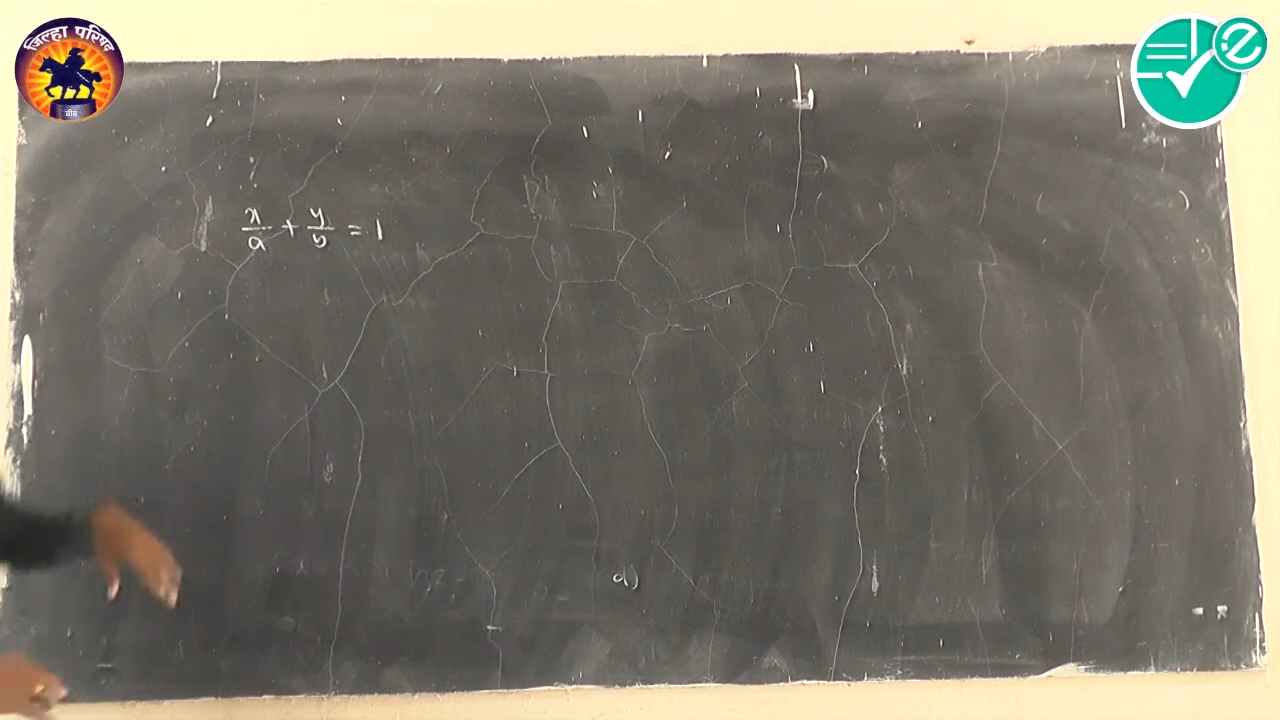 जिल्हा परिषद
बीड
x/a + y/b = 1
a)